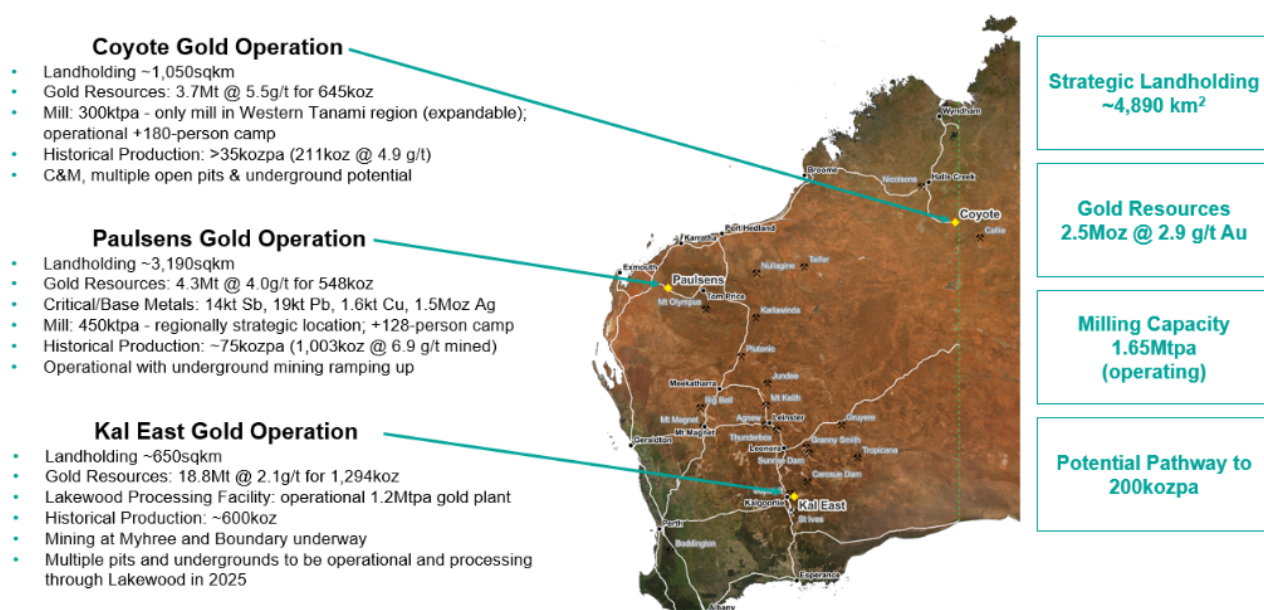 Coyote Gold Operation
• Landholding ~1,050sqkm
• Gold Resources: 3.7Mt @ 5.5g/t for 645koz
• Mill: 300ktpa - only mill in Western Tanami region (expandable);
operational +180-person camp
• Historical Production: >35kozpa (211koz @ 4.9 g/t)
• C&M, multiple open pits & underground potential
Paulsens Gold Operation
• Landholding ~3,190sqkm
• Gold Resources: 4.3Mt @ 4.0g/t for 548koz
• Critical/Base Metals: 14kt Sb, 19kt Pb, 1.6kt Cu, 1.5Moz Ag
• Mill: 450ktpa - regionally strategic location; +128-person camp
• Historical Production: ~75kozpa (1,003koz @ 6.9 g/t mined)
• Operational with underground mining ramping up
Kal East Gold Operation
• Landholding ~650sqkm
• Gold Resources: 18.8Mt @ 2.1g/t for 1,294koz
• Lakewood Processing Facility: operational 1.2Mtpa gold plant
• Historical Production: ~600koz
• Mining at Myhree and Boundary underway
• Multiple pits and undergrounds to be operational and processing
through Lakewood in 2025
Wyndham
Broome
Nicolsons
Halls Creek
Coyote
Callie
Port Hedland
Karratha
Exmouth
Paulsens
Nullagine
Telfer
Tom Price
Mt Olympus
Karlawinda
Plutonic
Jundee
Meekatharra
Mt Keith
Big Bell
Mt Magnet
Agnew
Leinster
Gruyere
Mt Magnet
Geraldton
Thunderbox
Leonora
Granny Smith
Sunrise Dam
Tropicana
Carosue Dam
Kalgoorlie
Kal East
St Ives
Perth
Boddington
Esperance
Albany
Strategic Landholding
~4,890 km²
Gold Resources
2.5Moz @ 2.9 g/t Au
Milling Capacity
1.65Mtpa
(operating)
Potential Pathway to
200kozpa